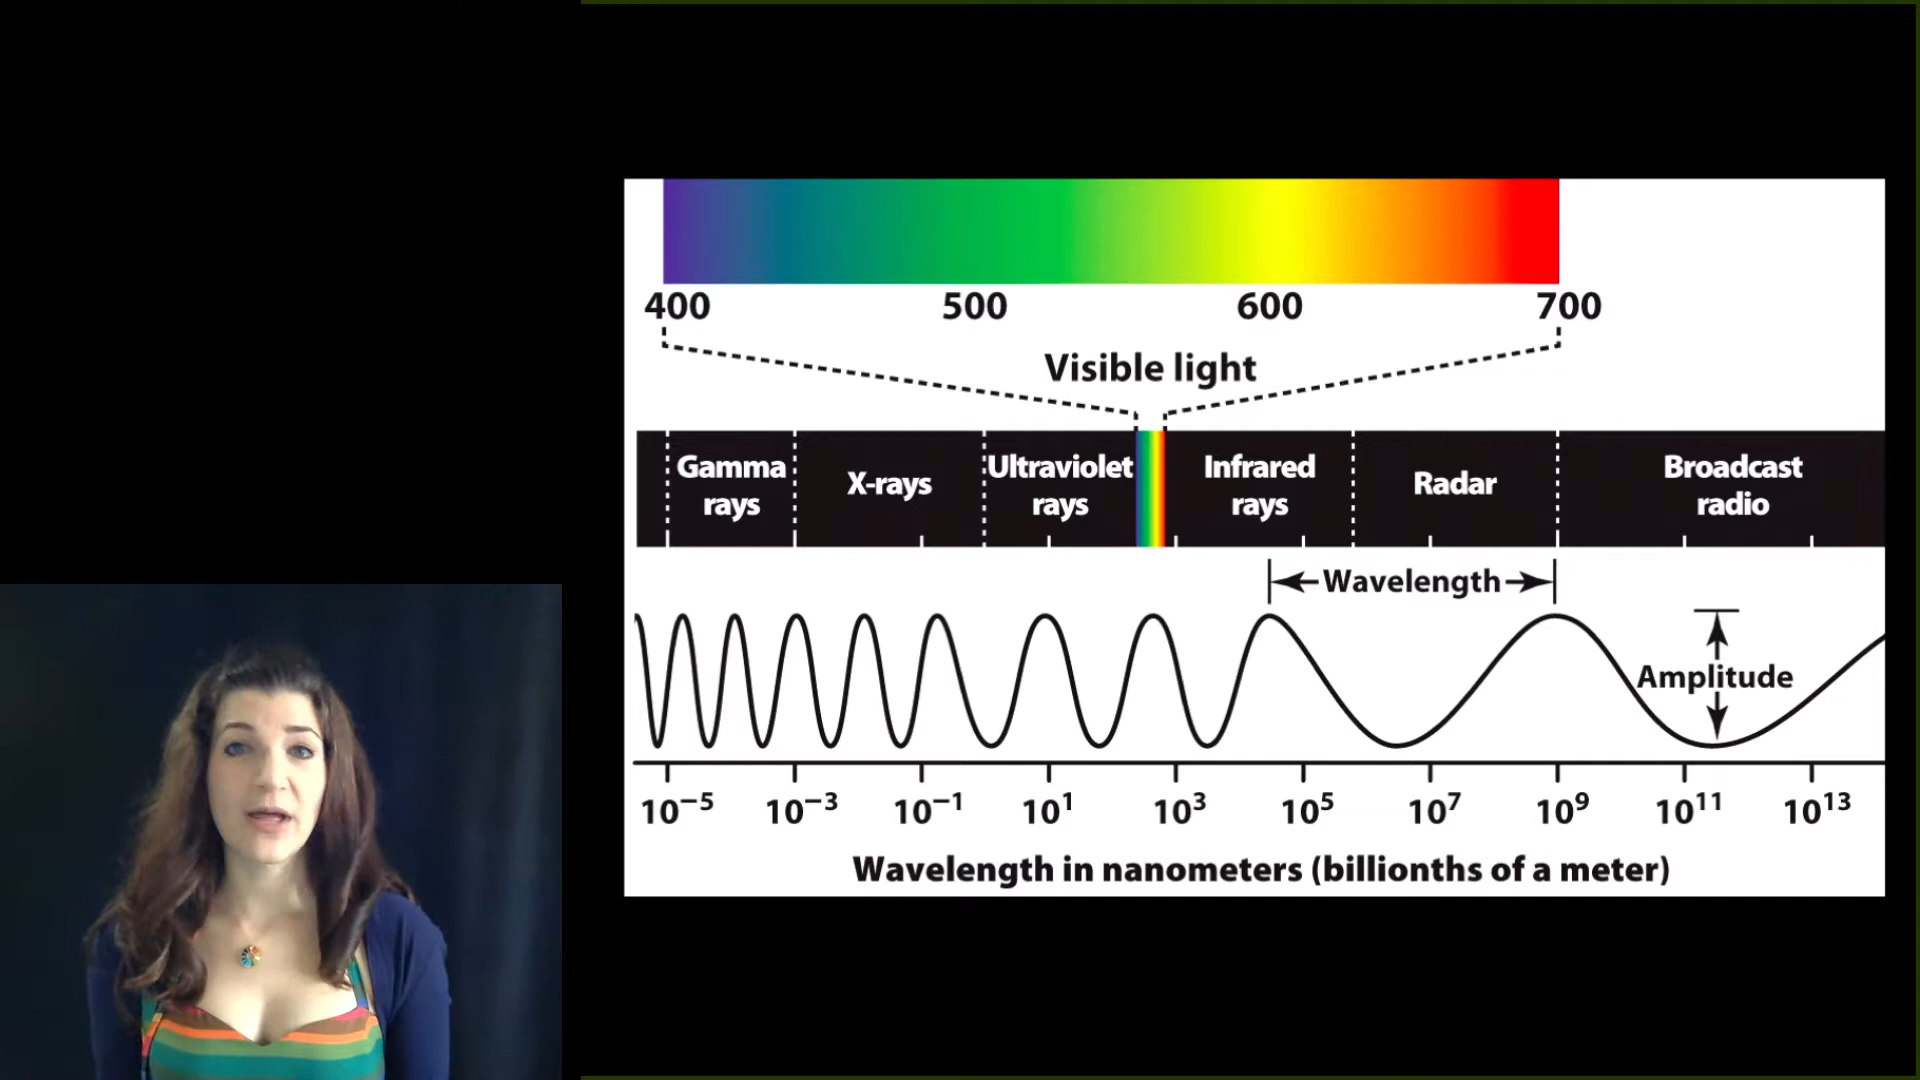 400 500 600 700
Visible light
Gamma rays
X-rays
Ultraviolet rays
Infrared rays
Radar
Broadcast radio
Wavelength
Amplitude
10⁻⁵ 10⁻³ 10⁻¹ 10¹ 10³ 10⁵ 10⁷ 10⁹ 10¹¹ 10¹³
Wavelength in nanometers (billionths of a meter)